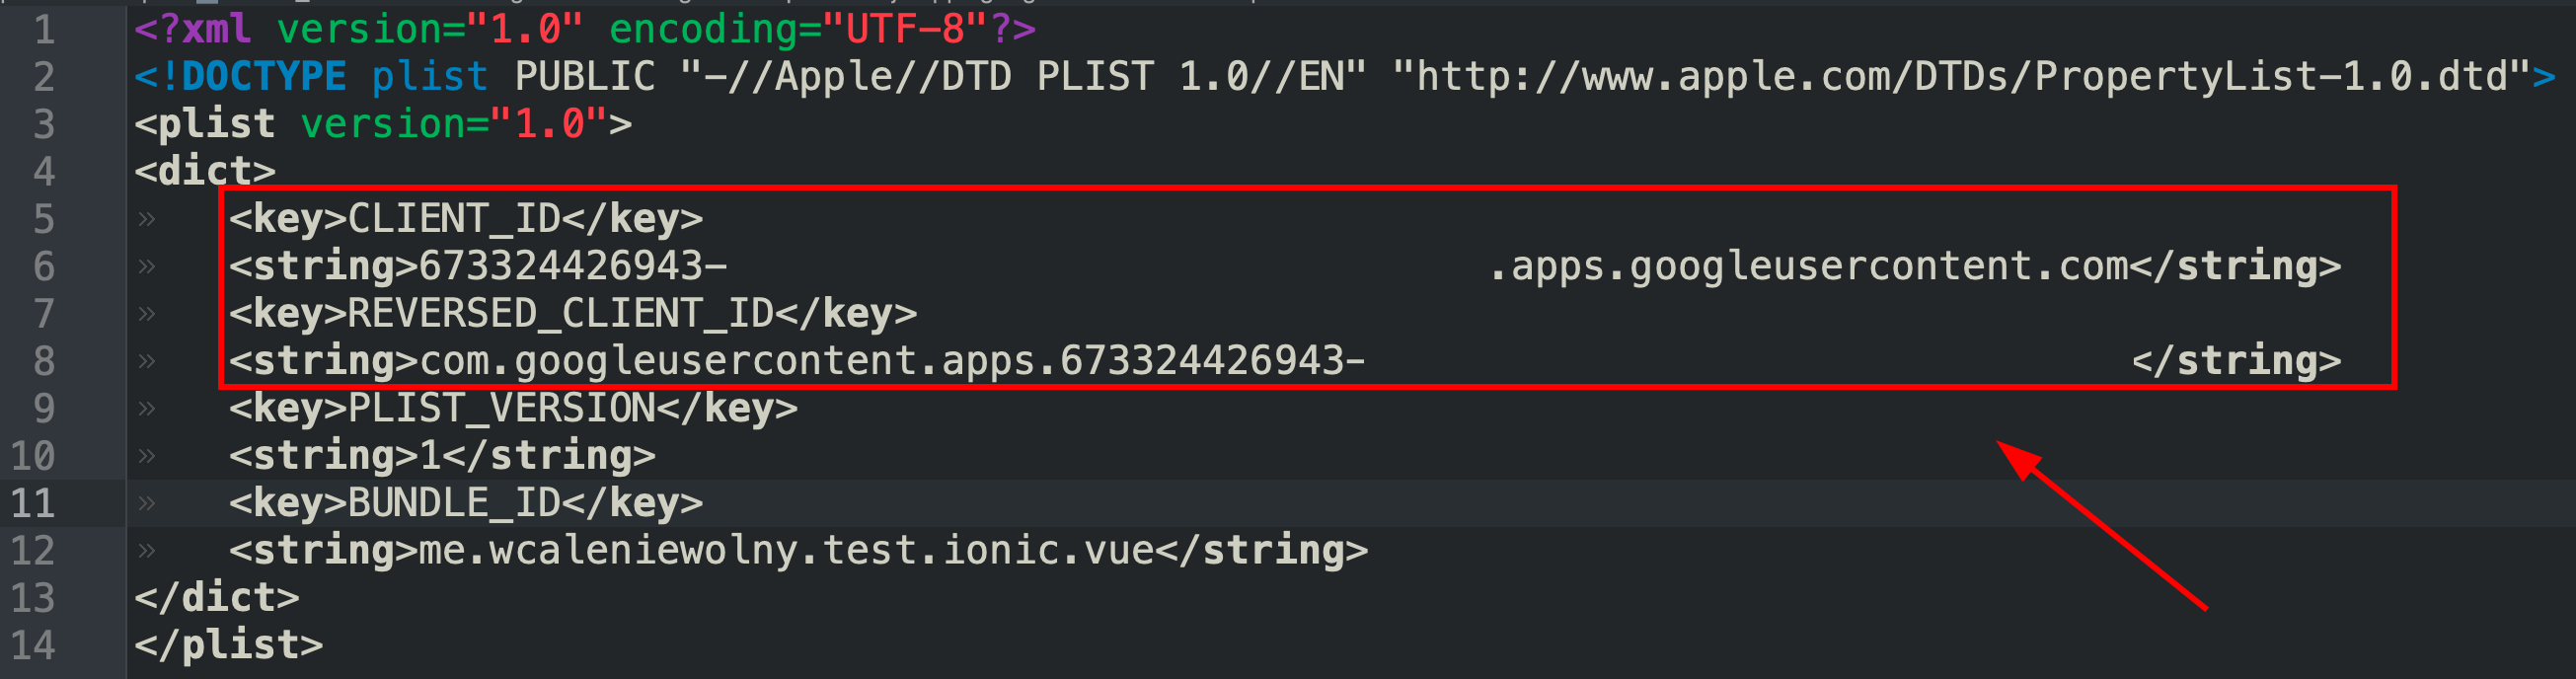 1 <?xml version="1.0" encoding="UTF-8"?>
2 <!DOCTYPE plist PUBLIC "-//Apple//DTD PLIST 1.0//EN" "http://www.apple.com/DTDs/PropertyList-1.0.dtd">
3 <plist version="1.0">
4 <dict>
5 » <key>CLIENT_ID</key>
6 » <string>673324426943- .apps.googleusercontent.com</string>
7 » <key>REVERSED_CLIENT_ID</key>
8 » <string>com.googleusercontent.apps.673324426943- </string>
9 » <key>PLIST_VERSION</key>
10 » <string>1</string>
11 » <key>BUNDLE_ID</key>
12 » <string>me.wcaleniewolny.test.ionic.vue</string>
13 </dict>
14 </plist>